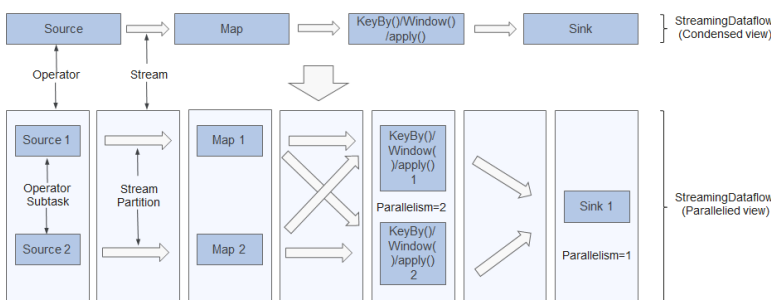 Source
Map
KeyBy()/Window()
/apply()
Sink
StreamingDataflow
(Condensed view)
Operator
Stream
Source 1
Map 1
KeyBy()/
Window(
)/apply()
1
Operator
Subtask
Stream
Partition
Parallelism=2
Sink 1
StreamingDataflow
(Parallelied view)
Source 2
Map 2
KeyBy()/
Window(
)/apply()
2
Parallelism=1